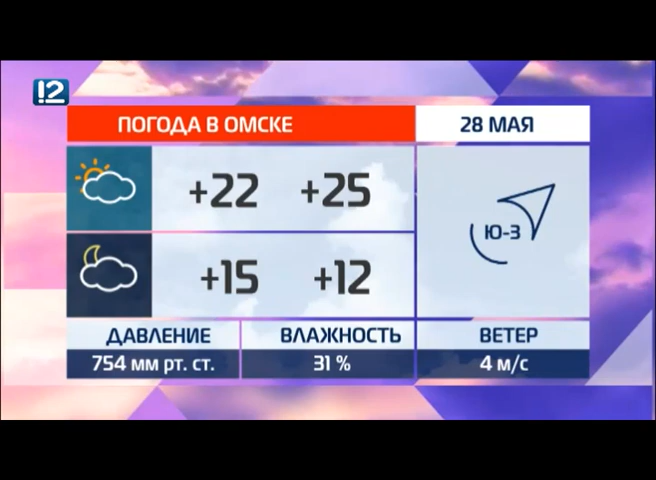 12
ПОГОДА В ОМСКЕ
28 МАЯ
+22 +25
Ю-З
+15 +12
ДАВЛЕНИЕ
ВЛАЖНОСТЬ
ВЕТЕР
754 мм рт. ст.
31 %
4 м/с